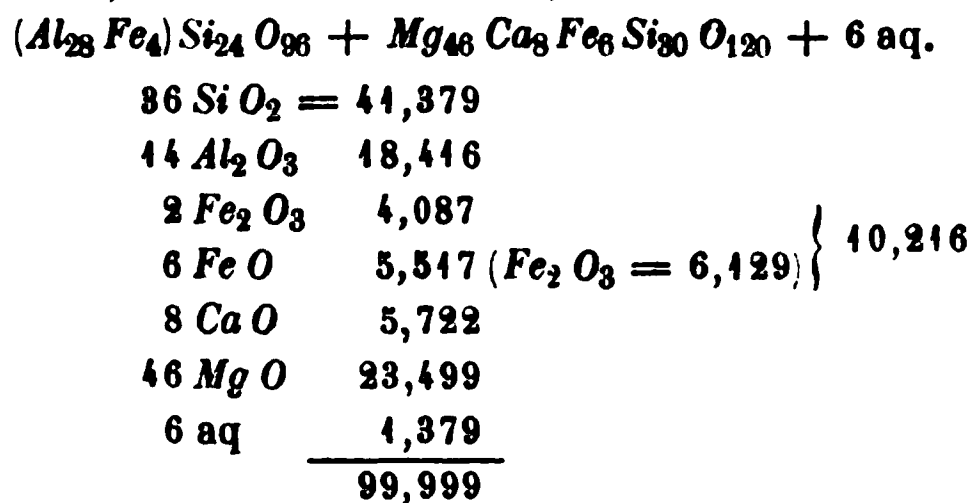 (Al₂₈ Fe₄) Si₂₄ O₉₆ + Mg₄₆ Ca₈ Fe₆ Si₃₀ O₁₂₀ + 6 aq.
36 Si O₂ = 41,379
14 Al₂ O₃ 18,416
2 Fe₂ O₃ 4,087
6 Fe O 5,517 (Fe₂ O₃ = 6,129) } 10,216
8 Ca O 5,722
46 Mg O 23,499
6 aq 1,379
99,999